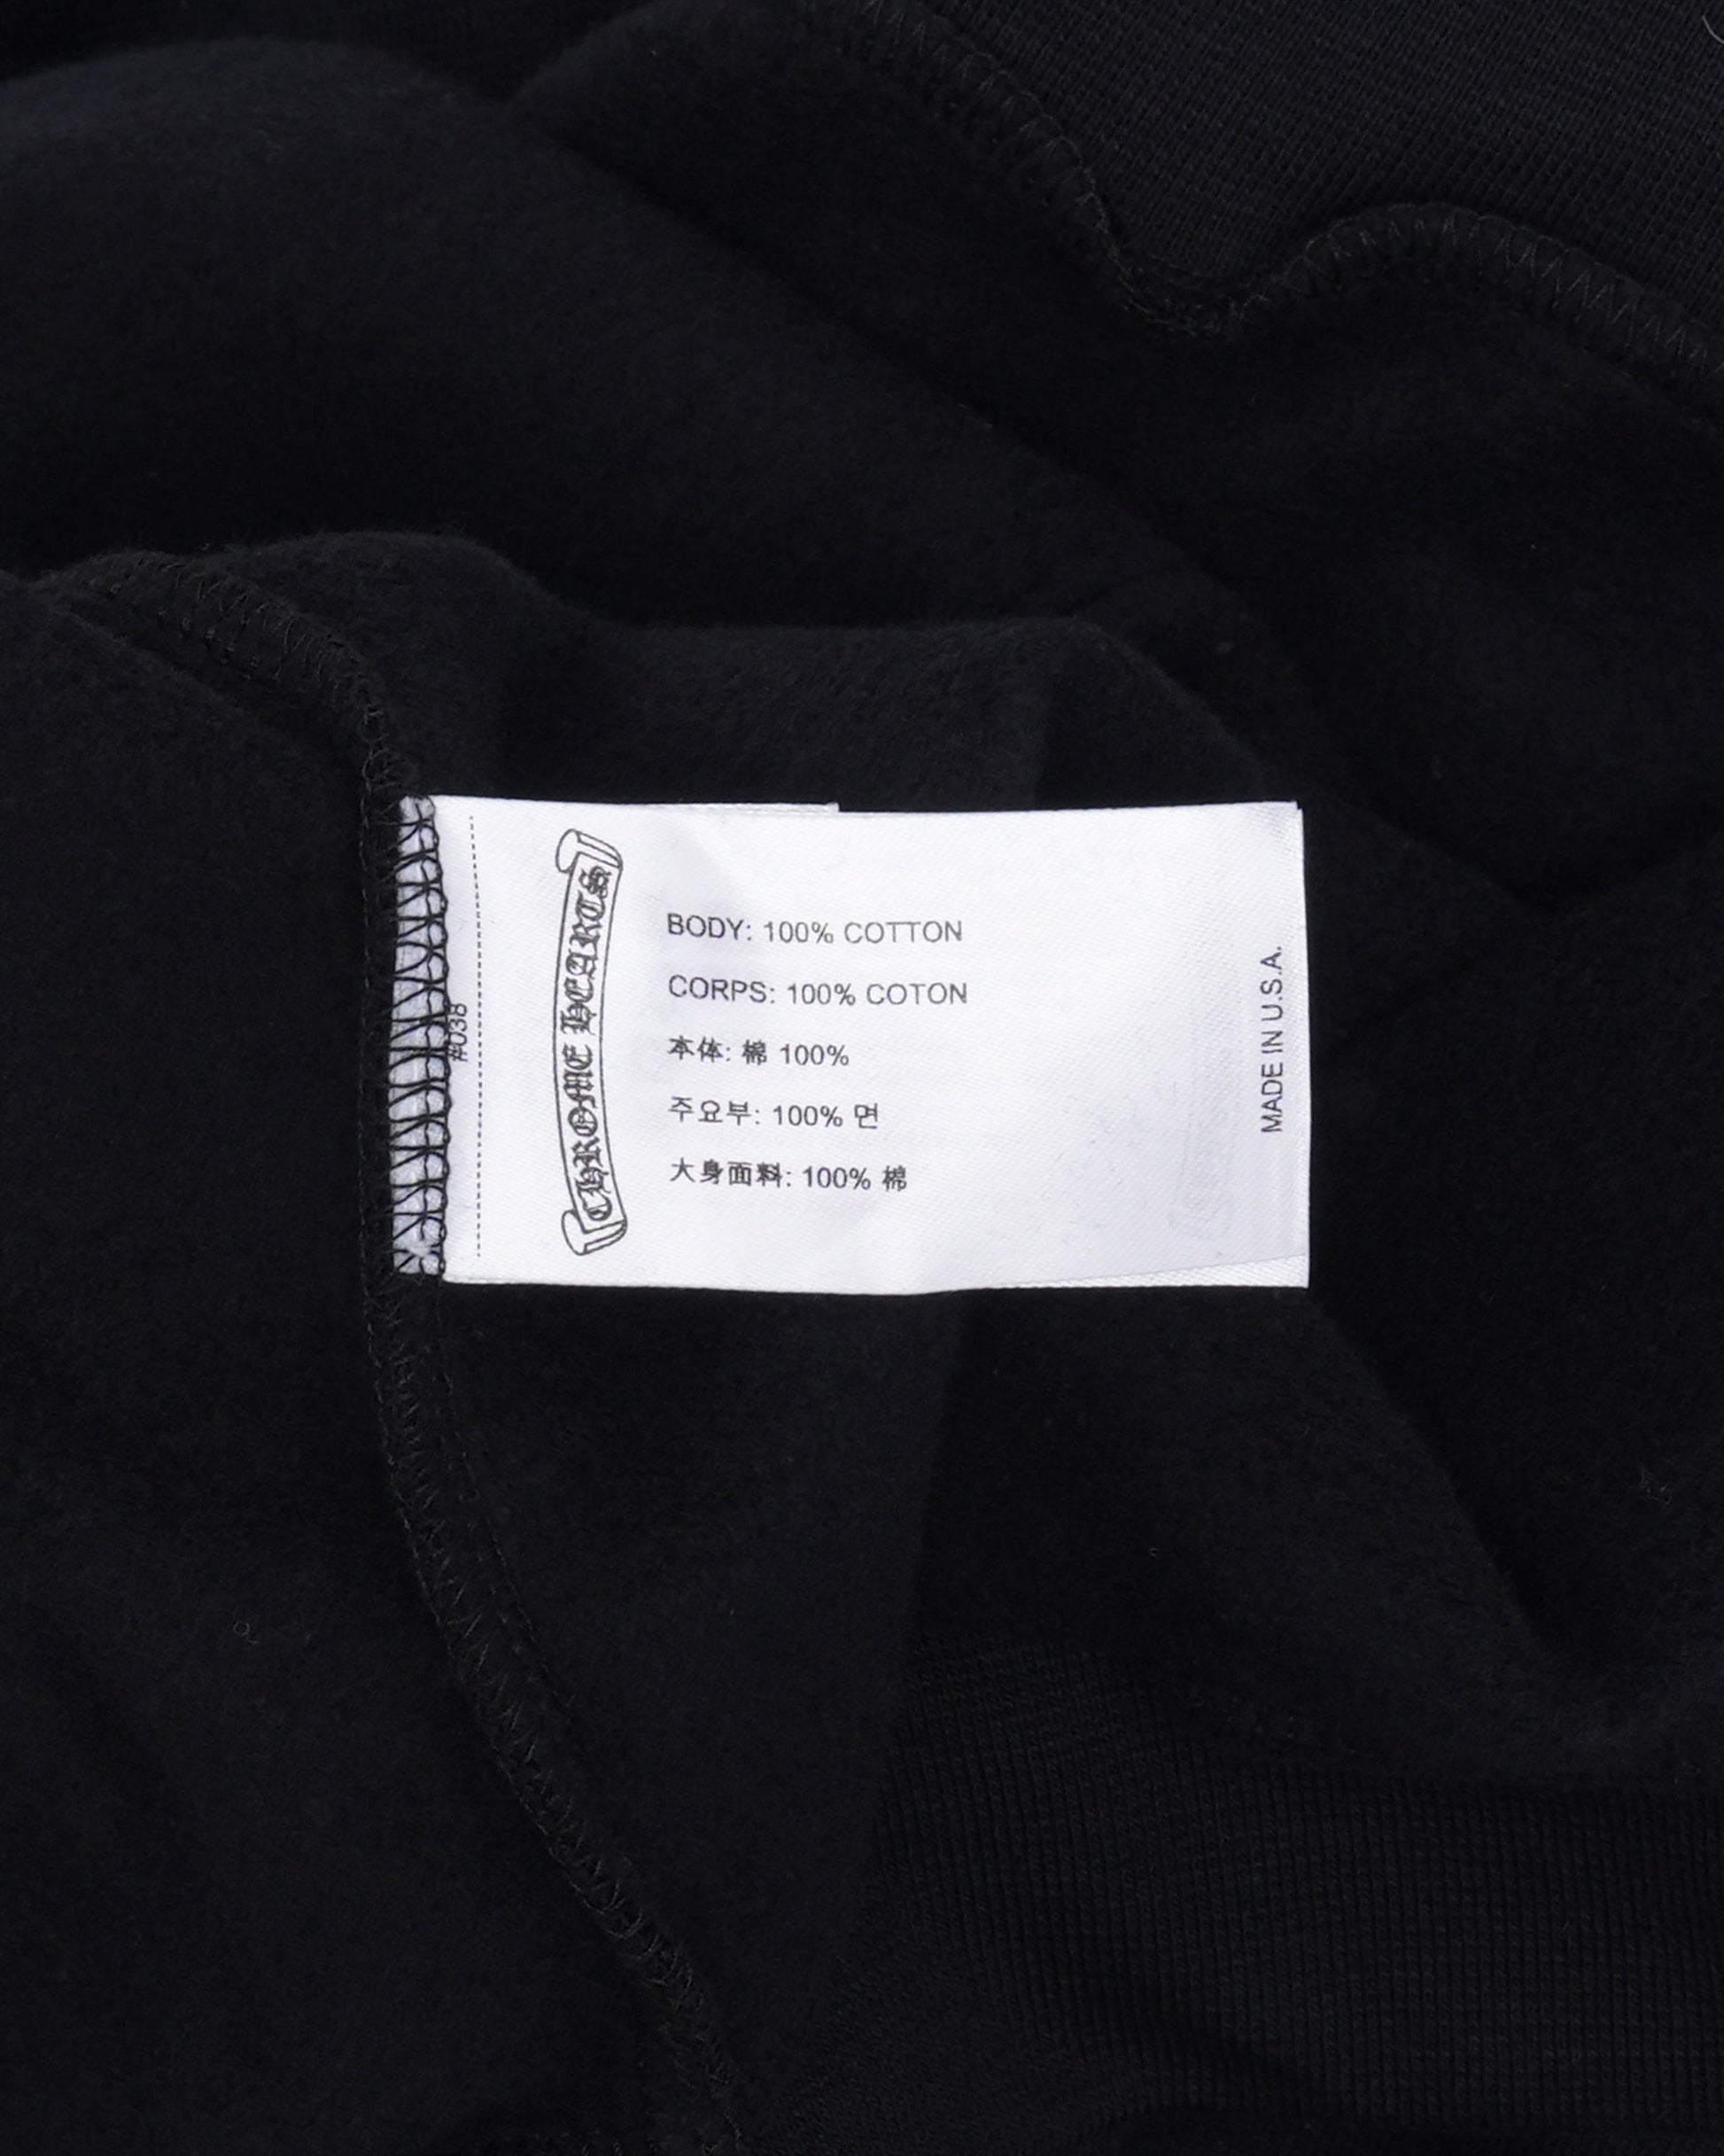 #038
CHROME HEARTS
BODY: 100% COTTON
CORPS: 100% COTON
本体: 棉 100%
주요부: 100% 면
大身面料: 100% 棉
MADE IN U.S.A.